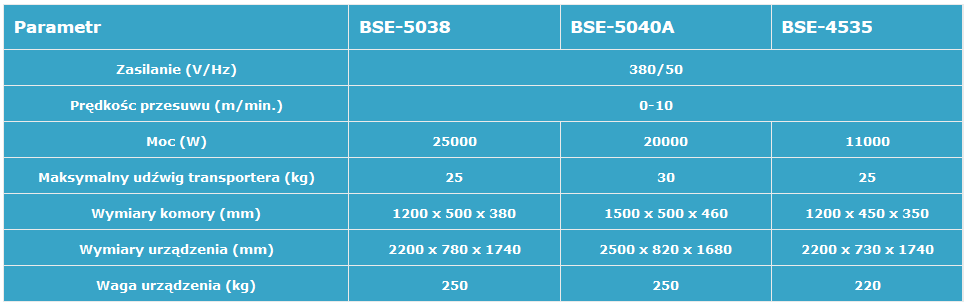 Parametr BSE-5038 BSE-5040A BSE-4535
Zasilanie (V/Hz) 380/50
Prędkośc przesuwu (m/min.) 0-10
Moc (W) 25000 20000 11000
Maksymalny udźwig transportera (kg) 25 30 25
Wymiary komory (mm) 1200 x 500 x 380 1500 x 500 x 460 1200 x 450 x 350
Wymiary urządzenia (mm) 2200 x 780 x 1740 2500 x 820 x 1680 2200 x 730 x 1740
Waga urządzenia (kg) 250 250 220